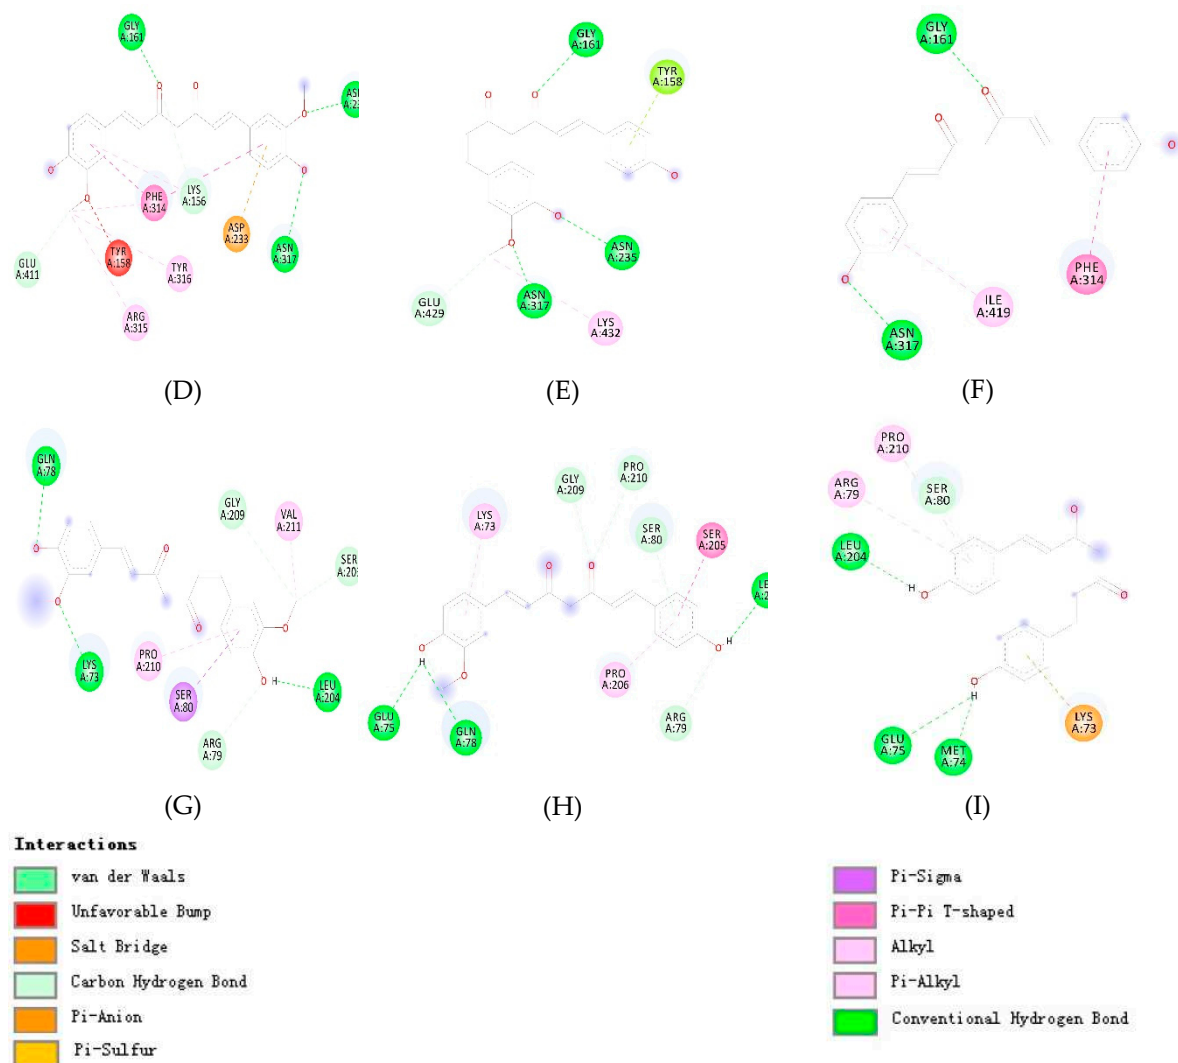 GLY
A:161
ASN
PHE
A:314
LYS
A:156
ASP
A:233
ASN
A:317
GLU
A:411
TYR
A:158
TYR
A:316
ARG
A:315
(D)
GLY
A:161
TYR
A:158
ASN
A:235
ASN
A:317
GLU
A:429
LYS
A:432
(E)
GLY
A:161
PHE
A:314
ILE
A:419
ASN
A:317
(F)
GLN
A:78
GLY
A:209
VAL
A:211
SER
LYS
A:73
PRO
A:210
SER
A:80
LEU
A:204
ARG
A:79
H
(G)
LYS
A:73
GLY
A:209
PRO
A:210
SER
A:80
SER
A:205
GLU
A:75
GLN
A:78
PRO
A:206
ARG
A:79
H
H
(H)
PRO
A:210
ARG
A:79
SER
A:80
LEU
A:204
H
H
GLU
A:75
MET
A:74
LYS
A:73
(I)
Interactions
van der Waals
Unfavorable Bump
Salt Bridge
Carbon Hydrogen Bond
Pi-Anion
Pi-Sulfur
Pi-Sigma
Pi-Pi T-shaped
Alkyl
Pi-Alkyl
Conventional Hydrogen Bond